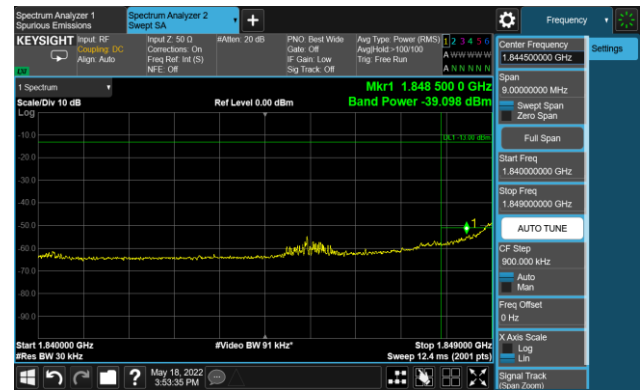 Spectrum Analyzer 1
Spurious Emissions
Spectrum Analyzer 2
Swept SA
Frequency
KEYSIGHT
Input: RF
Coupling: DC
Align: Auto
Input Z: 50 Ω
Corrections: On
Freq Ref: Int (S)
NFE: Off
#Atten: 20 dB
PNO: Best Wide
Gate: Off
IF Gain: Low
Sig Track: Off
Avg Type: Power (RMS)
Avg|Hold:>100/100
Trig: Free Run
1 2 3 4 5 6
A W W W W W
A N N N N N
1 Spectrum
Scale/Div 10 dB
Ref Level 0.00 dBm
Mkr1 1.848 500 0 GHz
Band Power -39.098 dBm
Log
DL1 -13.00 dBm
-10.0
-20.0
-30.0
-40.0
-50.0
-60.0
-70.0
-80.0
-90.0
1
Start 1.840000 GHz
#Res BW 30 kHz
#Video BW 91 kHz*
Stop 1.849000 GHz
Sweep 12.4 ms (2001 pts)
May 18, 2022
3:53:35 PM
Center Frequency
1.844500000 GHz
Settings
Span
9.00000000 MHz
Swept Span
Zero Span
Full Span
Start Freq
1.840000000 GHz
Stop Freq
1.849000000 GHz
AUTO TUNE
CF Step
900.000 kHz
Auto
Man
Freq Offset
0 Hz
X Axis Scale
Log
Lin
Signal Track
(Span Zoom)